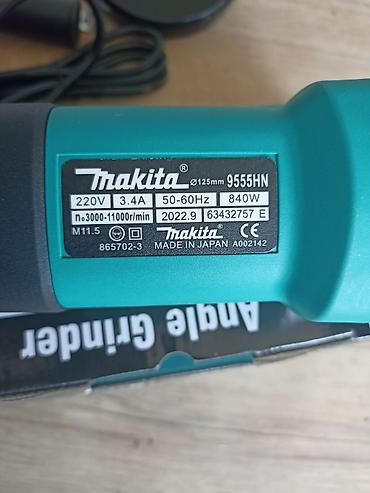 makita® Ø125mm 9555HN
220V 3.4A 50-60Hz 840W
n₀3000-11000r/min 2022.9 63432757 E
M11.5 makita® CE
865702-3 MADE IN JAPAN A002142
Angle Grinder